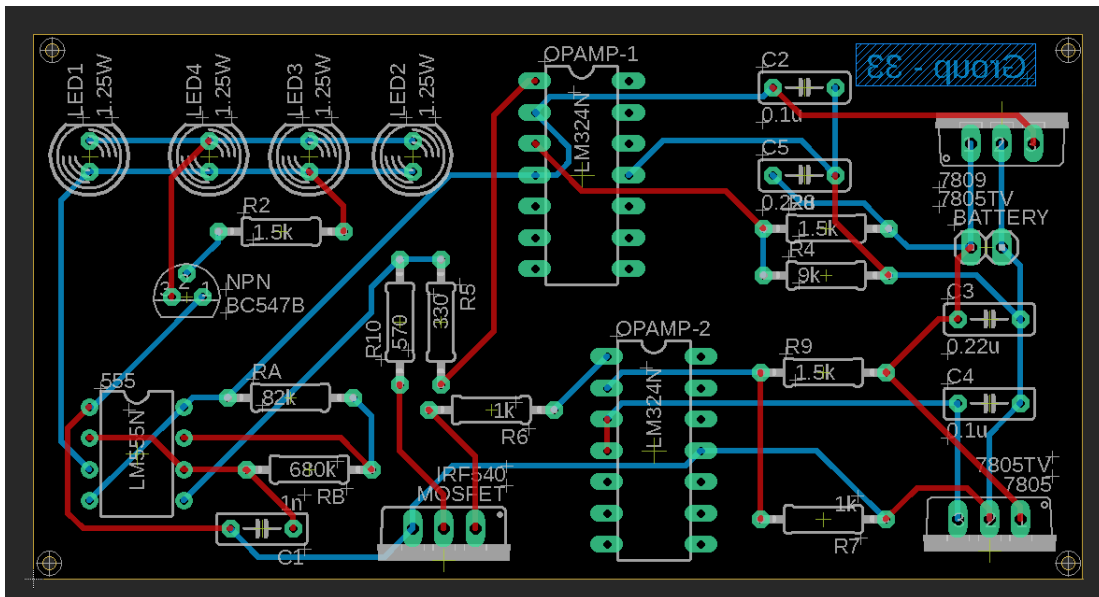 LED1
1.25W
LED4
1.25W
LED3
1.25W
LED2
1.25W
OPAMP-1
LM324N
C2
0.1u
Group - 33
C5
R2
1.5k
1.5k
R4
9k
7809
7805TV
BATTERY
3 2 1
NPN
BC547B
R10
570
330
R5
C3
0.22u
OPAMP-2
LM324N
R9
1.5k
555
LM555N
RA
82k
1k
R6
C4
0.1u
680k
RB
1n
C1
IRF540
MOSFET
1k
R7
7805TV
7805